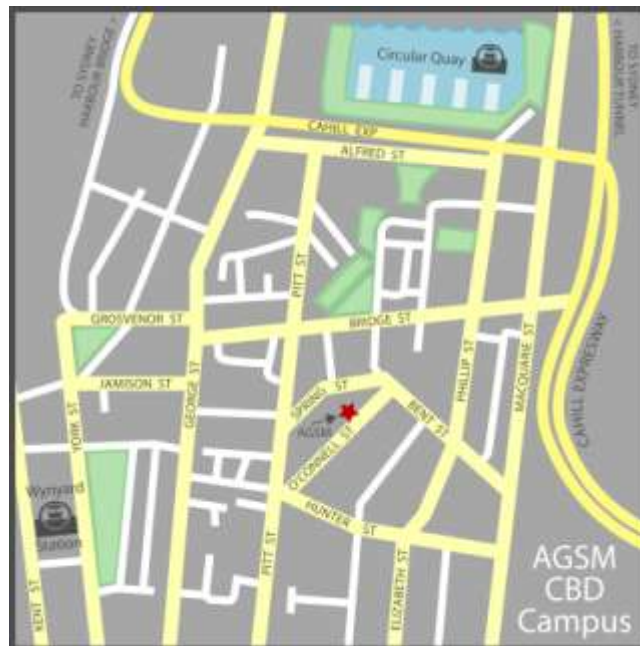 TO SYDNEY
HARBOUR BRIDGE
Circular Quay
TO SYDNEY
HARBOUR TUNNEL
CAHILL EXP
ALFRED ST
PITT ST
GROSVENOR ST
BRIDGE ST
PHILLIP ST
MACQUARIE ST
CAHILL EXPRESWAY
JAMISON ST
GEORGE ST
YORK ST
SPRING ST
BENT ST
AGSM
O'CONNELL ST
Wynyard
Station
HUNTER ST
PITT ST
ELIZABETH ST
KENT ST
AGSM
CBD
Campus